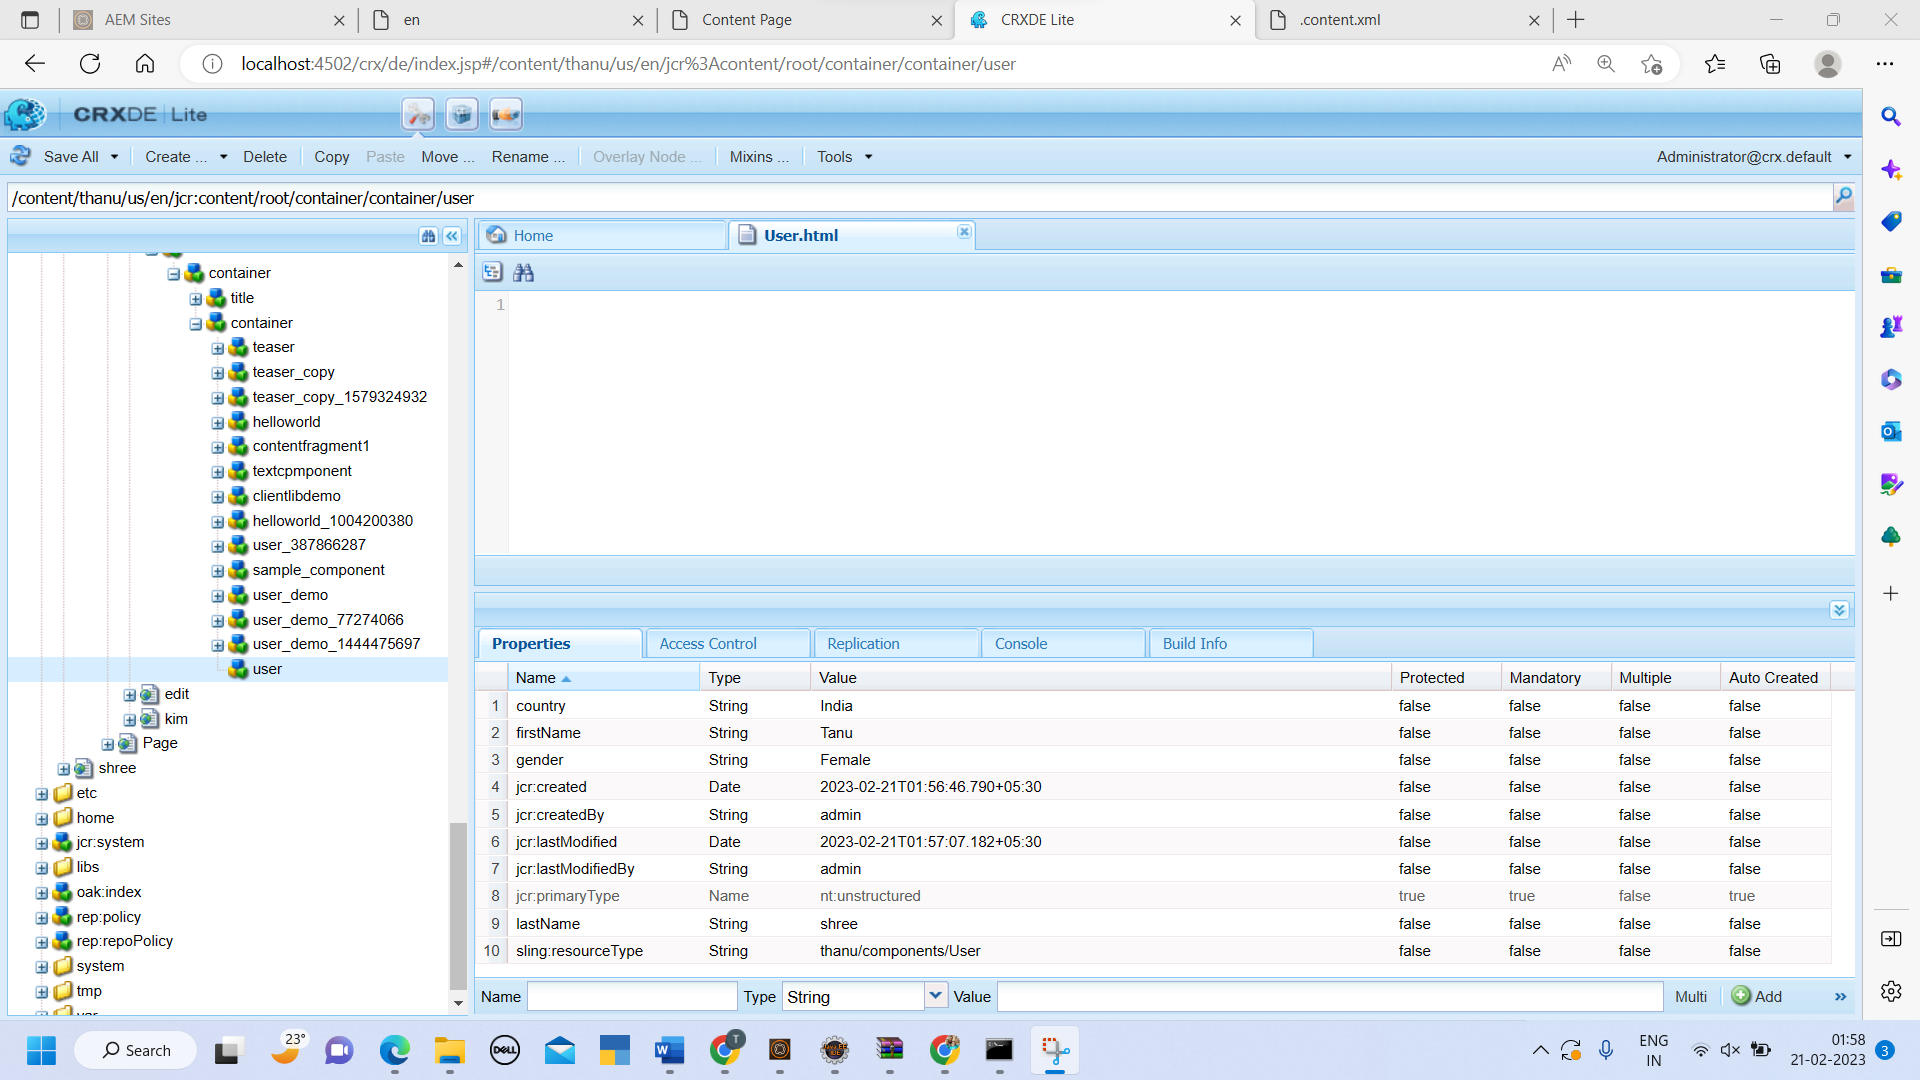 AEM Sites
en
Content Page
CRXDE Lite
.content.xml
localhost:4502/crx/de/index.jsp#/content/thanu/us/en/jcr%3Acontent/root/container/container/user
CRXDE Lite
Save All
Create ...
Delete
Copy
Paste
Move ...
Rename ...
Overlay Node ...
Mixins ...
Tools
Administrator@crx.default
/content/thanu/us/en/jcr:content/root/container/container/user
Home
User.html
1
container
title
container
teaser
teaser_copy
teaser_copy_1579324932
helloworld
contentfragment1
textcpmponent
clientlibdemo
helloworld_1004200380
user_387866287
sample_component
user_demo
user_demo_77274066
user_demo_1444475697
user
edit
kim
Page
shree
etc
home
jcr:system
libs
oak:index
rep:policy
rep:repoPolicy
system
tmp
Properties
Access Control
Replication
Console
Build Info
Name Type Value Protected Mandatory Multiple Auto Created
1 country String India false false false false
2 firstName String Tanu false false false false
3 gender String Female false false false false
4 jcr:created Date 2023-02-21T01:56:46.790+05:30 false false false false
5 jcr:createdBy String admin false false false false
6 jcr:lastModified Date 2023-02-21T01:57:07.182+05:30 false false false false
7 jcr:lastModifiedBy String admin false false false false
8 jcr:primaryType Name nt:unstructured true true false true
9 lastName String shree false false false false
10 sling:resourceType String thanu/components/User false false false false
Name
Type String
Value
Multi
Add
Search
23°
DELL
T
ENG
IN
01:58
21-02-2023
3